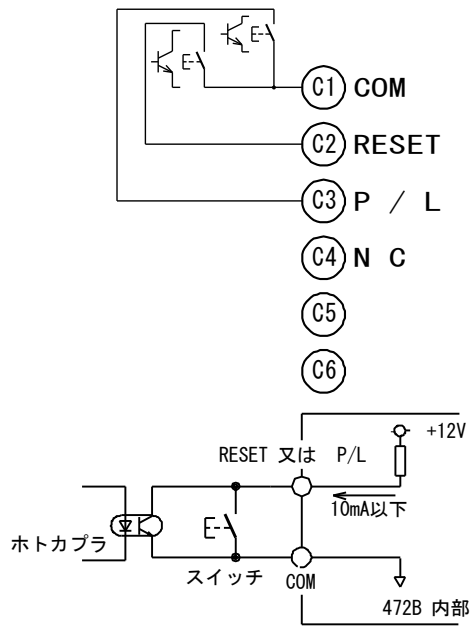 C1 COM
C2 RESET
C3 P / L
C4 N C
C5
C6
+12V
RESET 又は P/L
10mA以下
ホトカプラ
スイッチ
COM
472B 内部